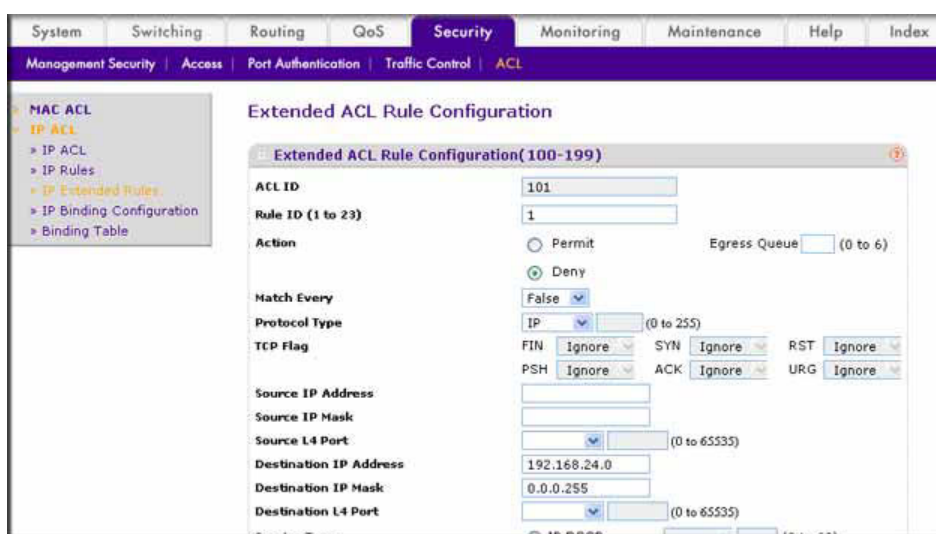 System Switching Routing QoS Security Monitoring Maintenance Help Index
Management Security | Access | Port Authentication | Traffic Control | ACL
MAC ACL
IP ACL
» IP ACL
» IP Rules
» IP Extended Rules
» IP Binding Configuration
» Binding Table
Extended ACL Rule Configuration
Extended ACL Rule Configuration(100-199)
ACL ID 101
Rule ID (1 to 23) 1
Action Permit Egress Queue (0 to 6)
Deny
Match Every False
Protocol Type IP (0 to 255)
TCP Flag FIN Ignore SYN Ignore RST Ignore
PSH Ignore ACK Ignore URG Ignore
Source IP Address
Source IP Mask
Source L4 Port (0 to 65535)
Destination IP Address 192.168.24.0
Destination IP Mask 0.0.0.255
Destination L4 Port (0 to 65535)